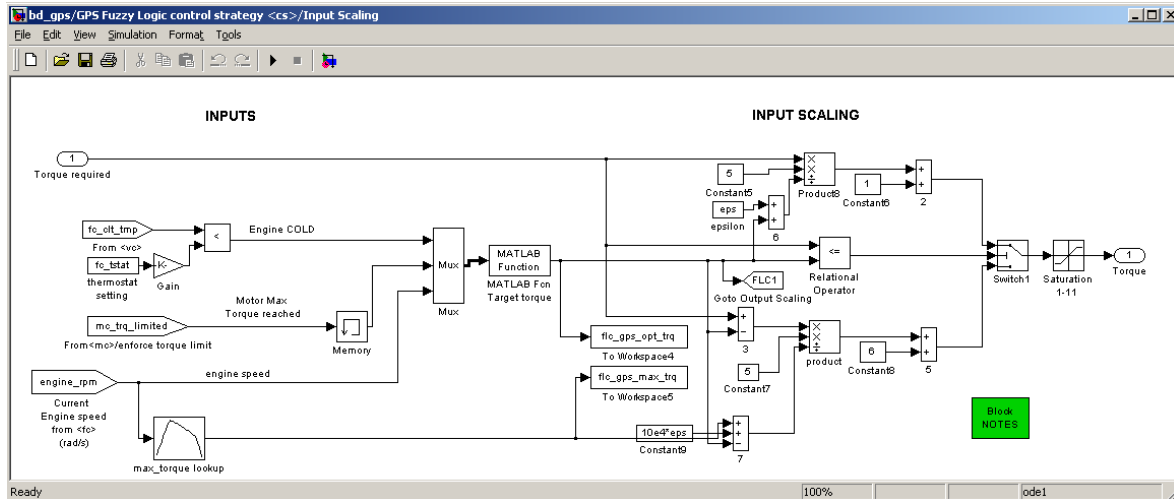 bd_gps/GPS Fuzzy Logic control strategy <cs>/Input Scaling
File Edit View Simulation Format Tools
INPUTS
INPUT SCALING
1
Torque required
5
Constant5
×
×
÷
Product8
1
Constant6
+
+
2
eps
epsilon
+
+
6
fc_clt_tmp
From <vc>
<
Engine COLD
fc_tstat
thermostat
setting
K-
Gain
Mux
Mux
MATLAB
Function
MATLAB Fcn
Target torque
<=
Relational
Operator
FLC1
Goto Output Scaling
Switch1
Saturation
1-11
1
Torque
Motor Max
Torque reached
mc_trq_limited
From<mc>/enforce torque limit
Memory
+
−
3
×
×
÷
product
5
Constant7
6
Constant8
+
+
5
flc_gps_opt_trq
To Workspace4
flc_gps_max_trq
To Workspace5
engine speed
engine_rpm
Current
Engine speed
from <fc>
(rad/s)
max_torque lookup
10e4*eps
Constant9
+
+
−
7
Block
NOTES
Ready
100%
ode1